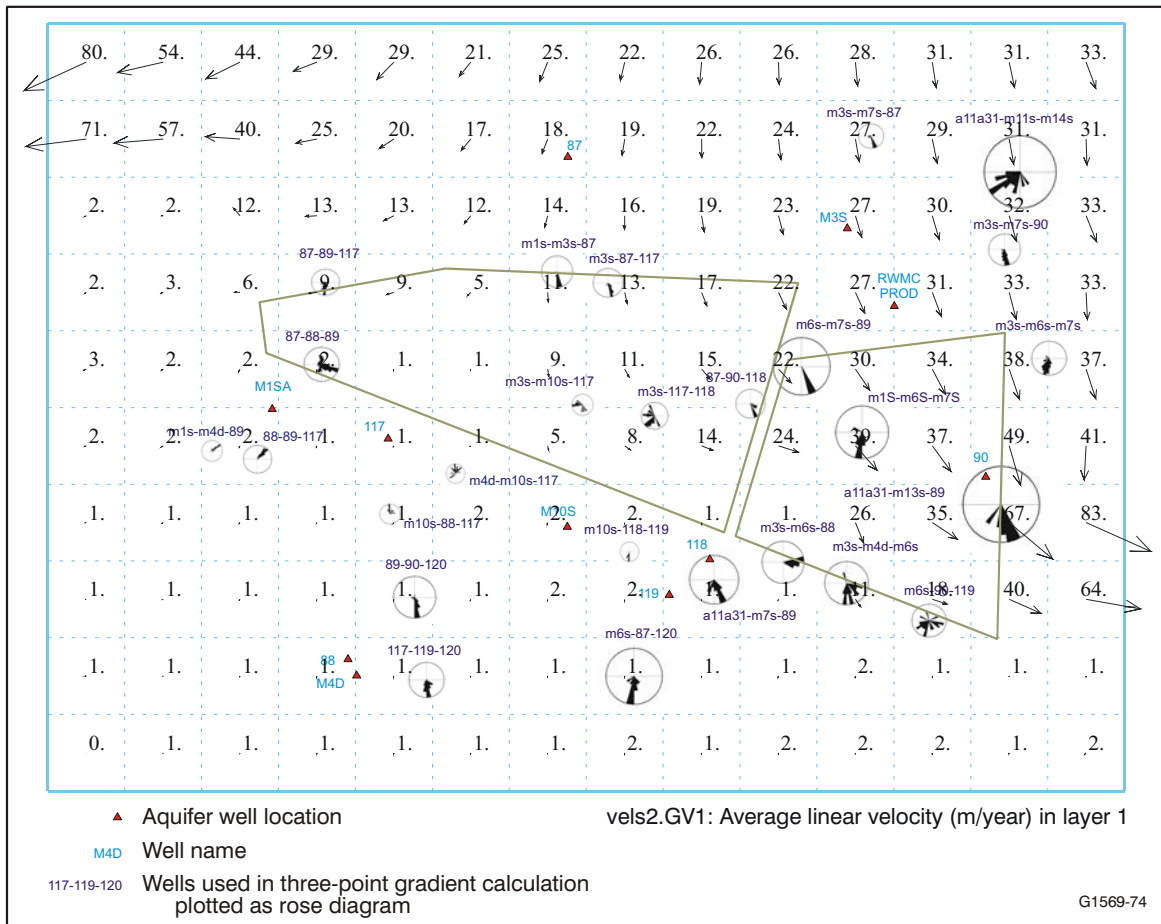 80. 54. 44. 29. 29. 21. 25. 22. 26. 26. 28. 31. 31. 33.
m3s-m7s-87
a11a31-m11s-m14s
71. 57. 40. 25. 20. 17. 18. 19. 22. 24. 27. 29. 31. 31.
87
2. 2. 12. 13. 13. 12. 14. 16. 19. 23. 27. 30. 32. 33.
M3S
m3s-m7s-90
m1s-m3s-87
87-89-117
m3s-87-117
2. 3. 6. 9. 9. 5. 11. 13. 17. 22. 27. 31. 33. 33.
RWMC
PROD
m6s-m7s-89
m3s-m6s-m7s
87-88-89
3. 2. 2. 2. 1. 1. 9. 11. 15. 22. 30. 34. 38. 37.
87-90-118
m3s-m10s-117
m3s-117-118
m1S-m6S-m7S
M1SA
m1s-m4d-89
88-89-117
117
2. 2. 2. 1. 1. 1. 5. 8. 14. 24. 39. 37. 49. 41.
90
m4d-m10s-117
a11a31-m13s-89
1. 1. 1. 1. 1. 2. 2. 2. 1. 1. 26. 35. 67. 83.
M10S
m10s-88-117
m10s-118-119
m3s-m6s-88
118
m3s-m4d-m6s
89-90-120
1. 1. 1. 1. 1. 1. 2. 2. 1. 1. 11. 18. 40. 64.
119
m6s-90-119
a11a31-m7s-89
m6s-87-120
117-119-120
88
M4D
1. 1. 1. 1. 1. 1. 1. 1. 1. 1. 2. 1. 1. 1.
0. 1. 1. 1. 1. 1. 1. 2. 1. 2. 2. 2. 1. 2.
Aquifer well location
vels2.GV1: Average linear velocity (m/year) in layer 1
M4D Well name
117-119-120 Wells used in three-point gradient calculation
plotted as rose diagram
G1569-74